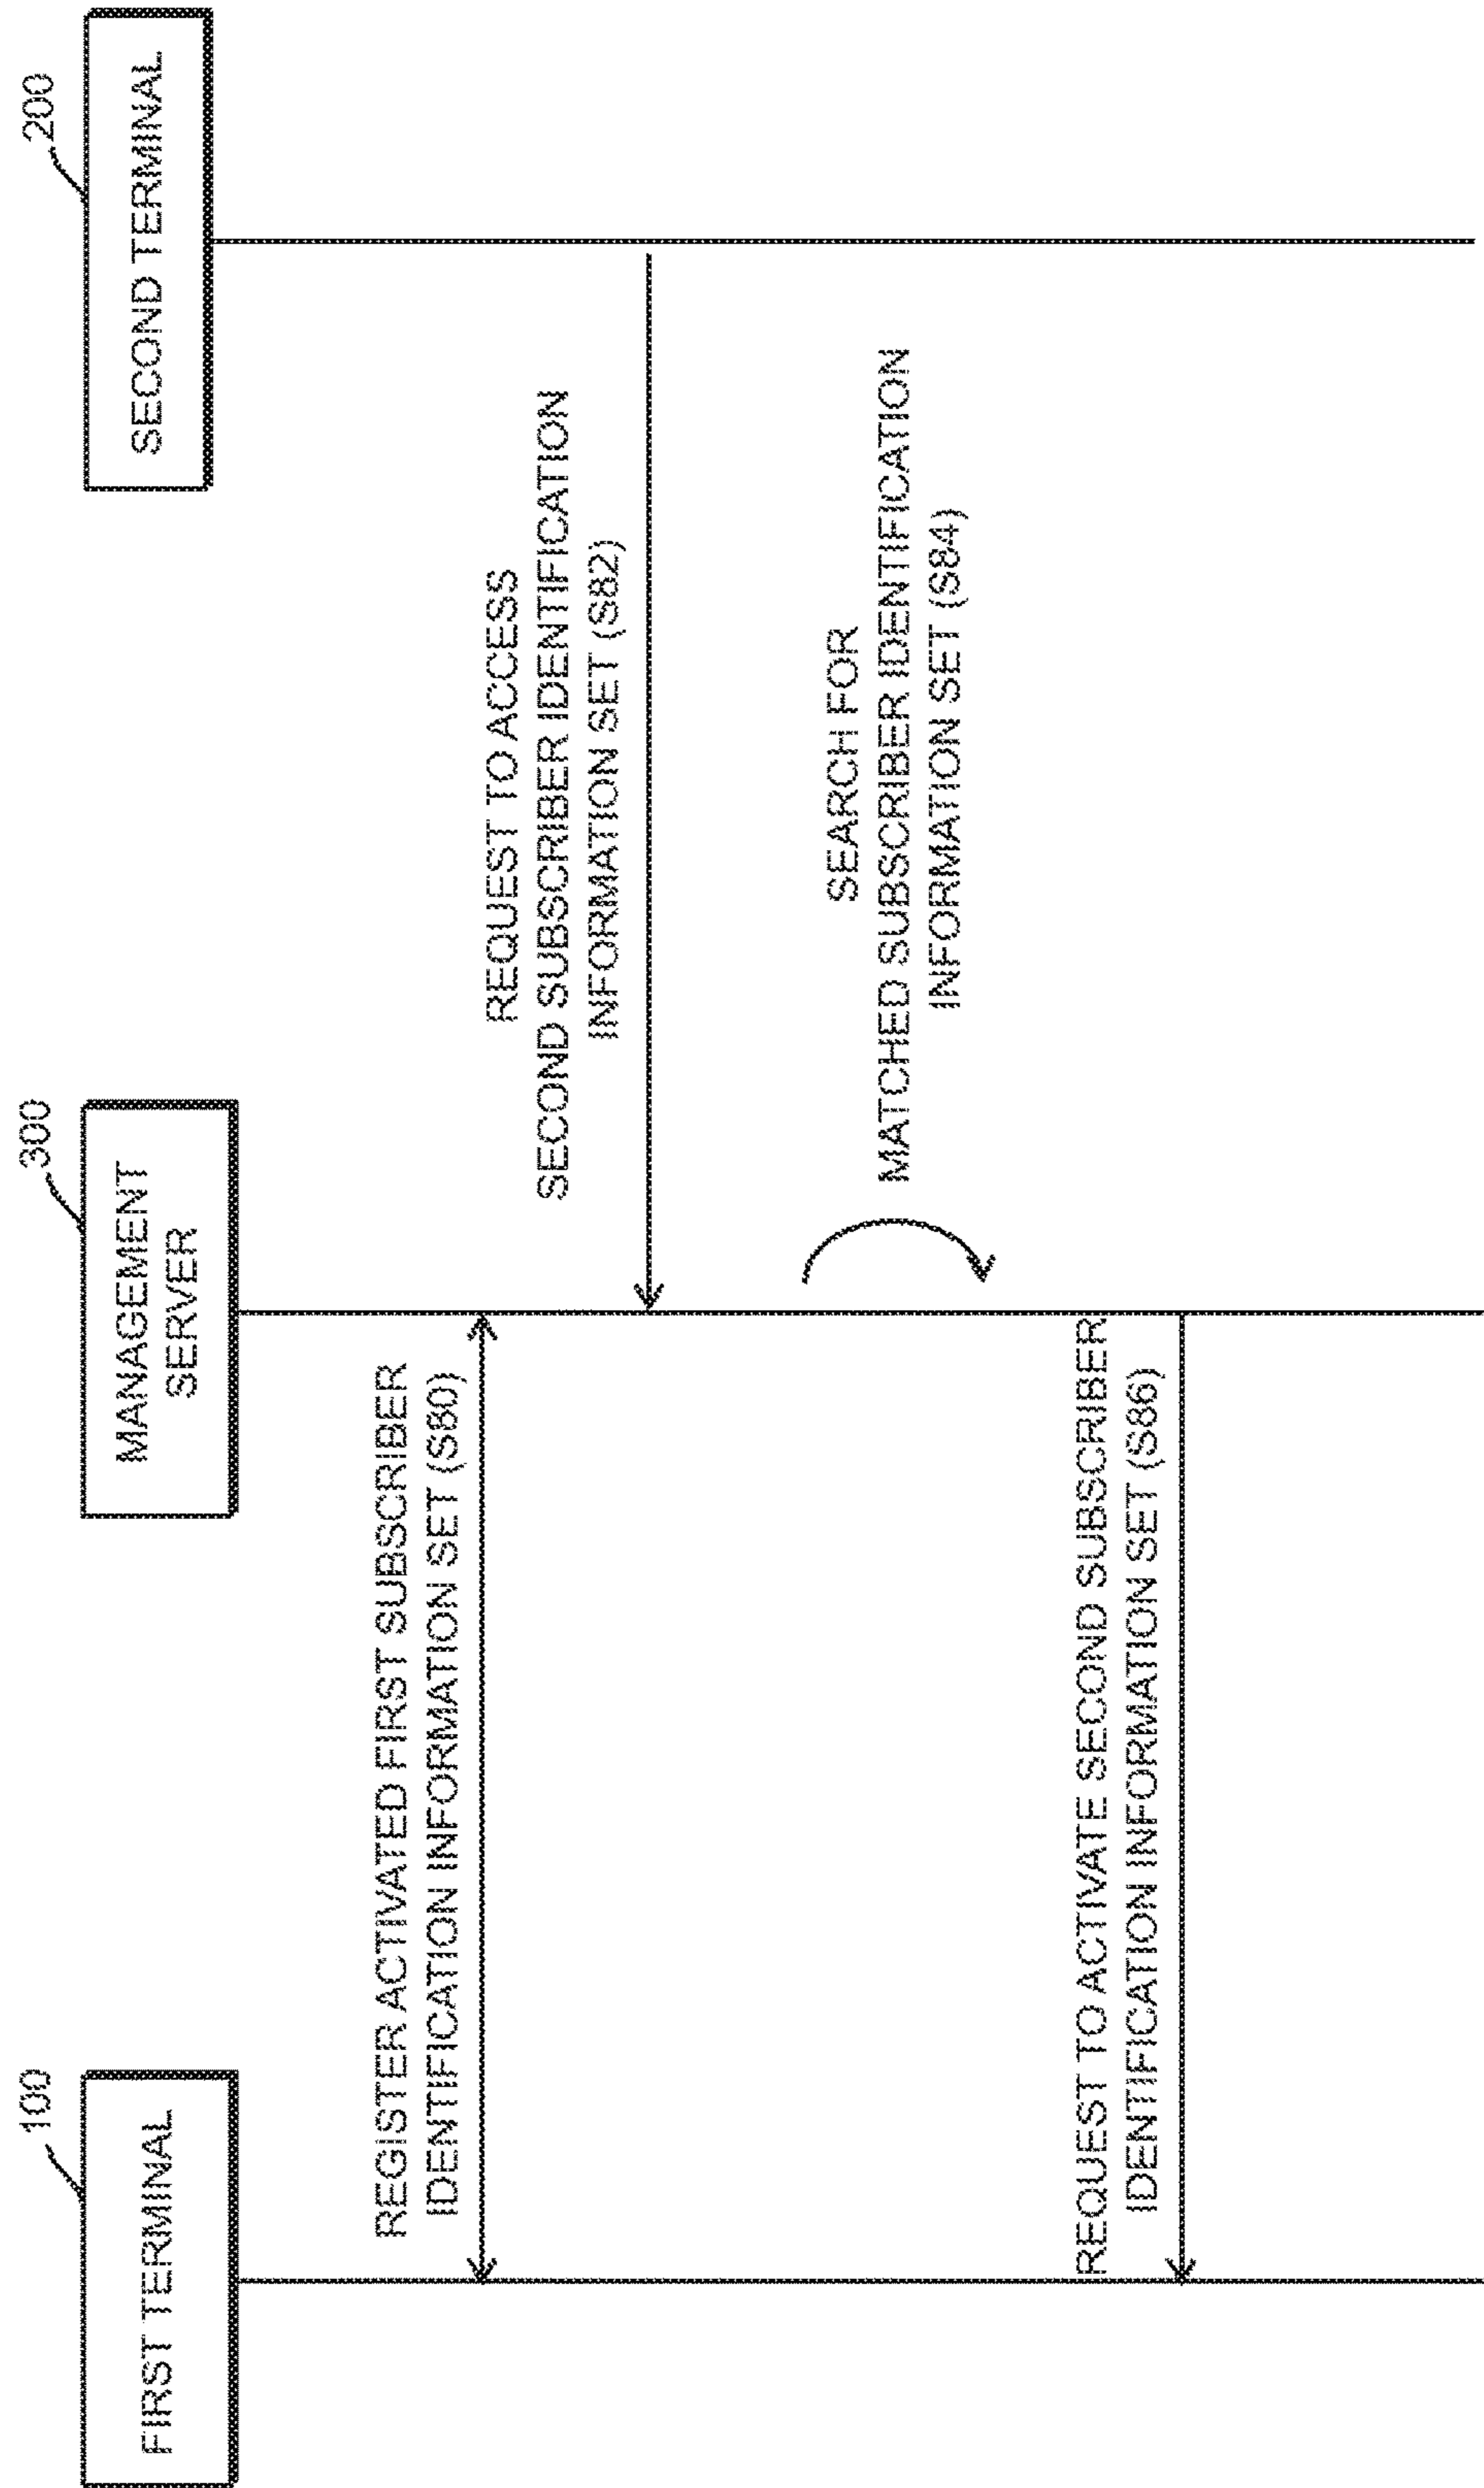 100
FIRST TERMINAL
300
MANAGEMENT
SERVER
200
SECOND TERMINAL
REGISTER ACTIVATED FIRST SUBSCRIBER
IDENTIFICATION INFORMATION SET (S80)
REQUEST TO ACCESS
SECOND SUBSCRIBER IDENTIFICATION
INFORMATION SET (S82)
SEARCH FOR
MATCHED SUBSCRIBER IDENTIFICATION
INFORMATION SET (S84)
REQUEST TO ACTIVATE SECOND SUBSCRIBER
IDENTIFICATION INFORMATION SET (S86)